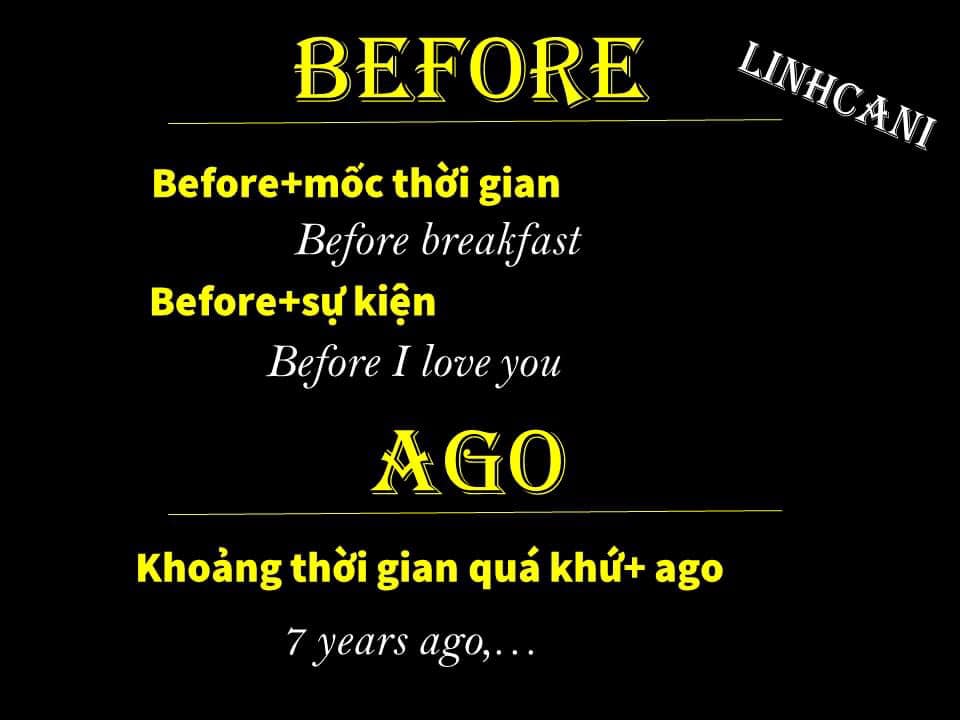 BEFORE
LINHCANI
Before+mốc thời gian
Before breakfast
Before+sự kiện
Before I love you
AGO
Khoảng thời gian quá khứ+ ago
7 years ago,...